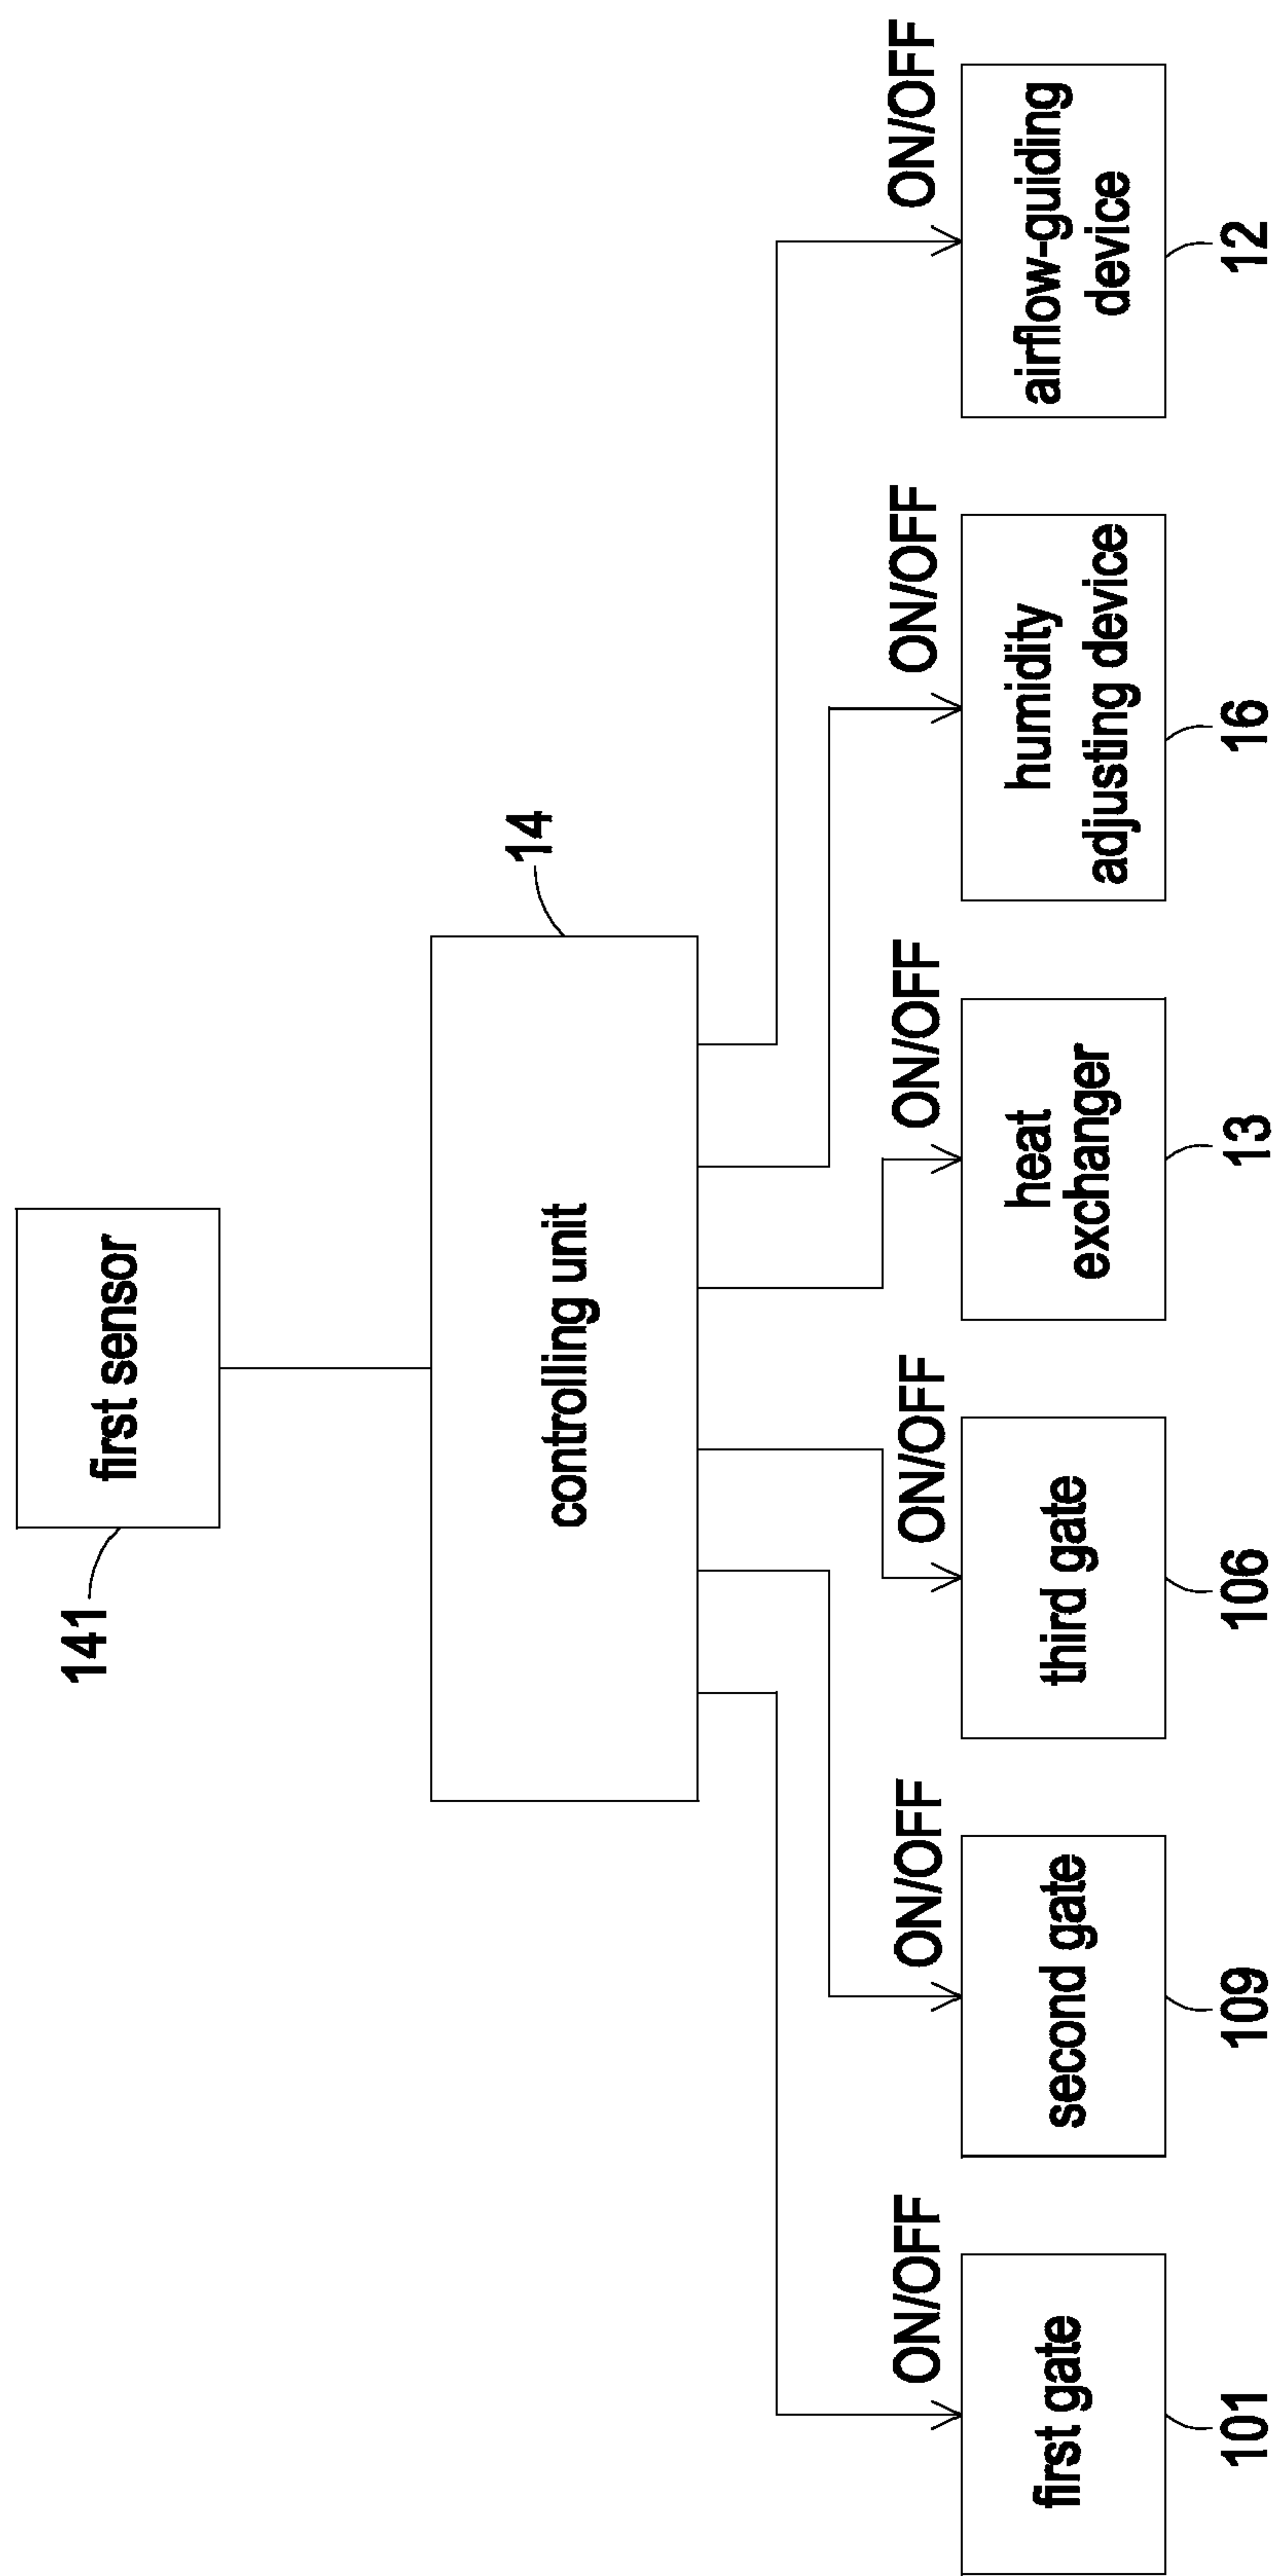 first sensor
141
controlling unit
14
ON/OFF
ON/OFF
ON/OFF
ON/OFF
ON/OFF
ON/OFF
first gate
second gate
third gate
heat
exchanger
humidity
adjusting device
airflow-guiding
device
101
109
106
13
16
12